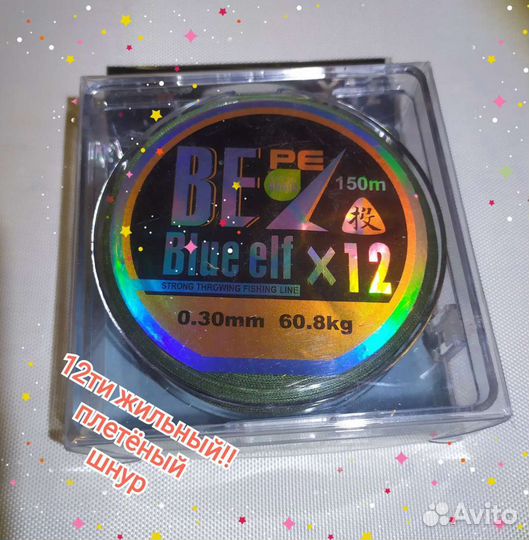 BE
PE
150m
投
Blue elf x12
STRONG THROWING FISHING LINE
0.30mm 60.8kg
12ти жильный!!
плетёный
шнур
Avito